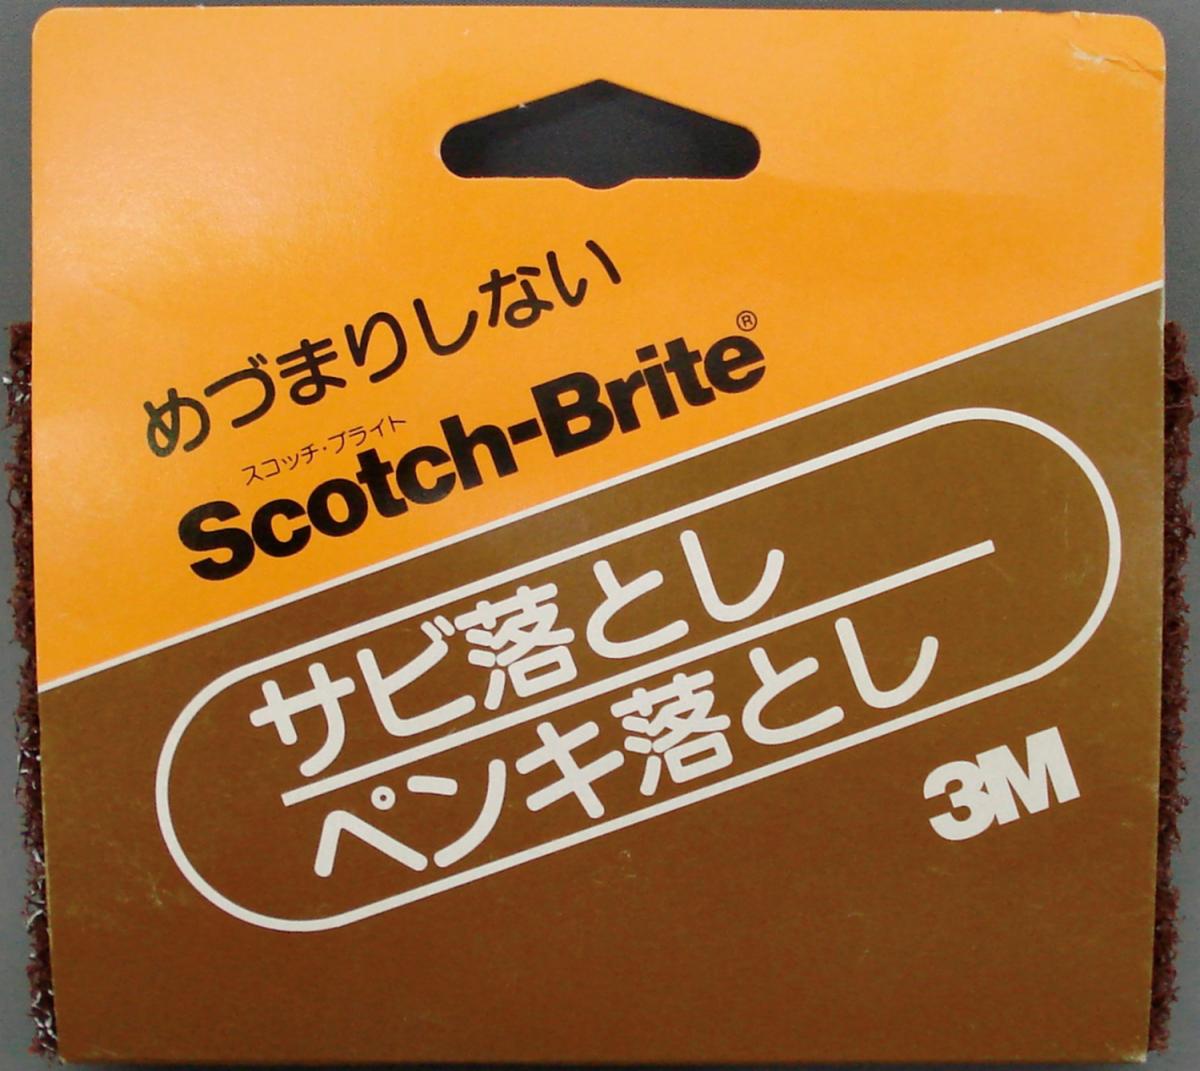 めづまりしない
スコッチ・ブライト
Scotch-Brite®
サビ落とし
ペンキ落とし
3M